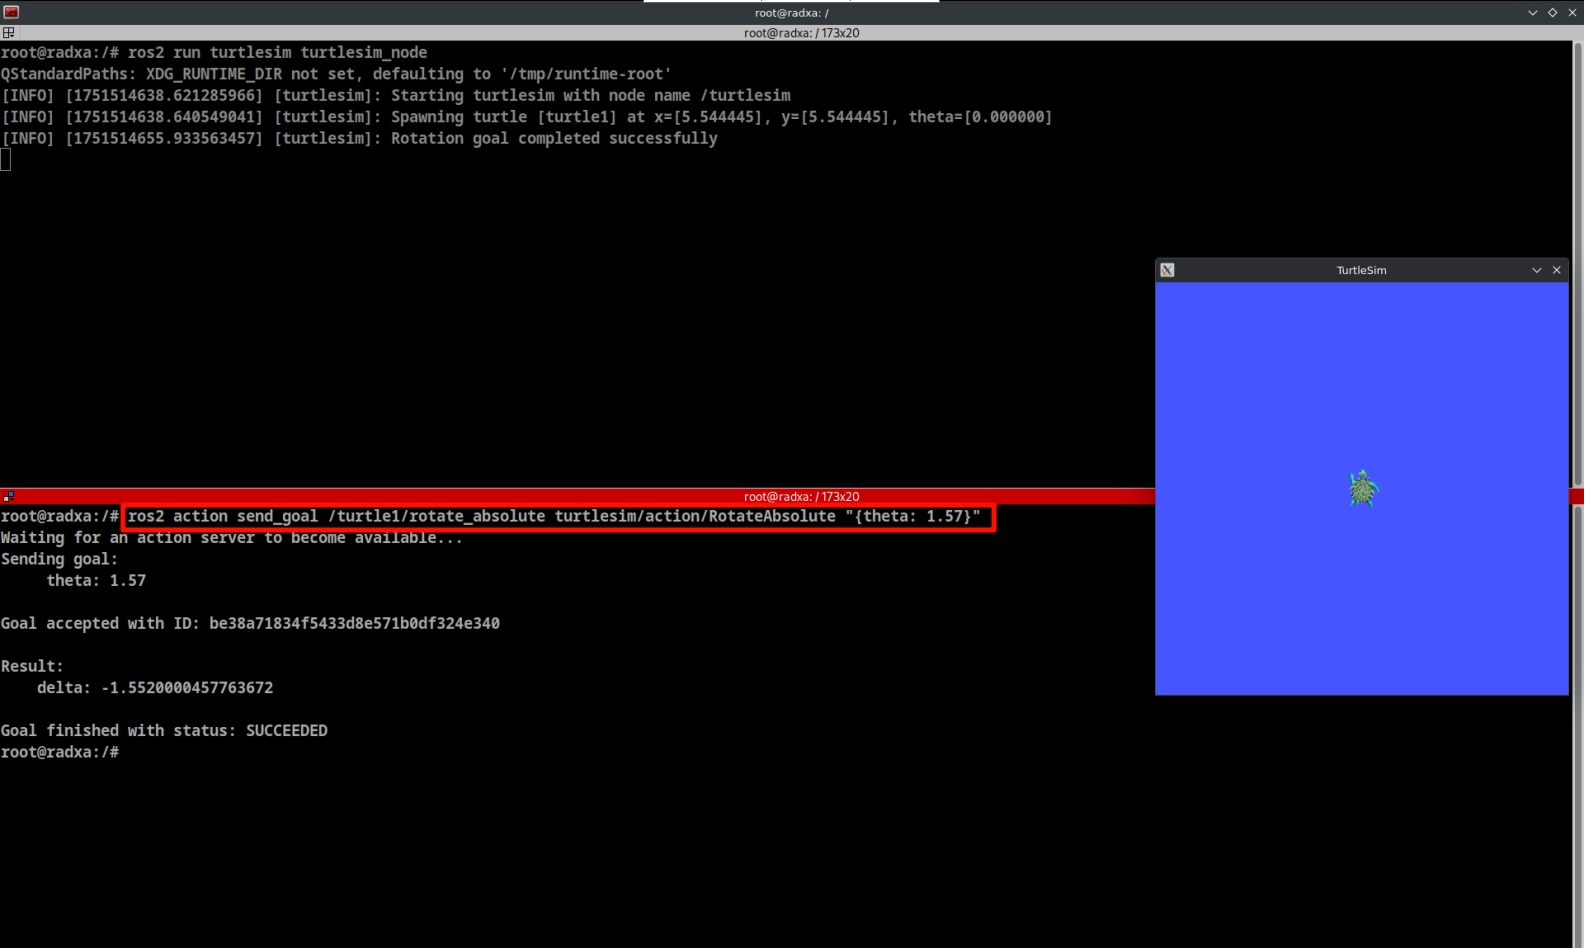 root@radxa: /
root@radxa: / 173x20
root@radxa:/# ros2 run turtlesim turtlesim_node
QStandardPaths: XDG_RUNTIME_DIR not set, defaulting to '/tmp/runtime-root'
[INFO] [1751514638.621285966] [turtlesim]: Starting turtlesim with node name /turtlesim
[INFO] [1751514638.640549041] [turtlesim]: Spawning turtle [turtle1] at x=[5.544445], y=[5.544445], theta=[0.000000]
[INFO] [1751514655.933563457] [turtlesim]: Rotation goal completed successfully
TurtleSim
root@radxa: / 173x20
root@radxa:/# ros2 action send_goal /turtle1/rotate_absolute turtlesim/action/RotateAbsolute "{theta: 1.57}"
Waiting for an action server to become available...
Sending goal:
     theta: 1.57
Goal accepted with ID: be38a71834f5433d8e571b0df324e340
Result:
    delta: -1.5520000457763672
Goal finished with status: SUCCEEDED
root@radxa:/#